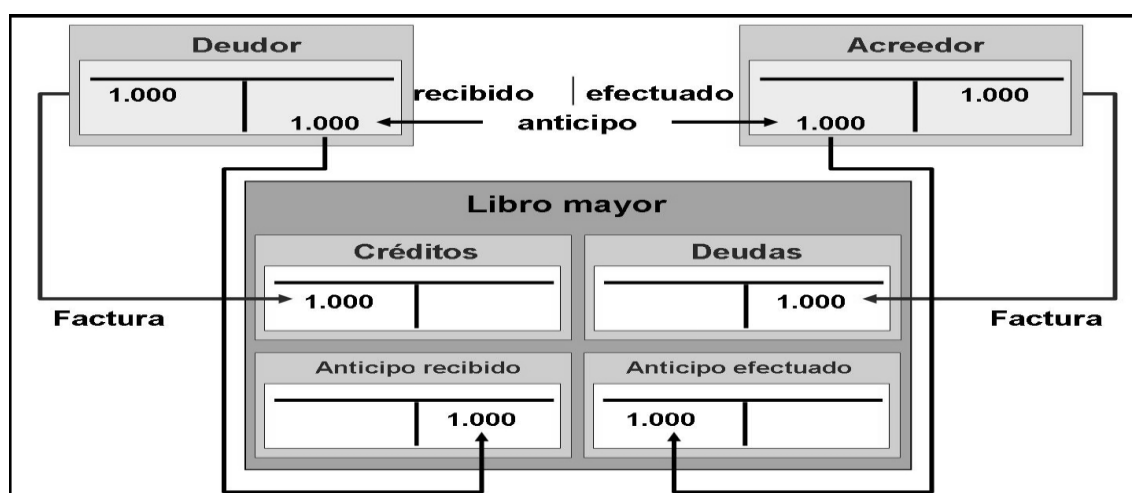 Deudor
Acreedor
1.000
recibido
efectuado
1.000
1.000
anticipo
1.000
Libro mayor
Créditos
Deudas
1.000
1.000
Factura
Factura
Anticipo recibido
Anticipo efectuado
1.000
1.000